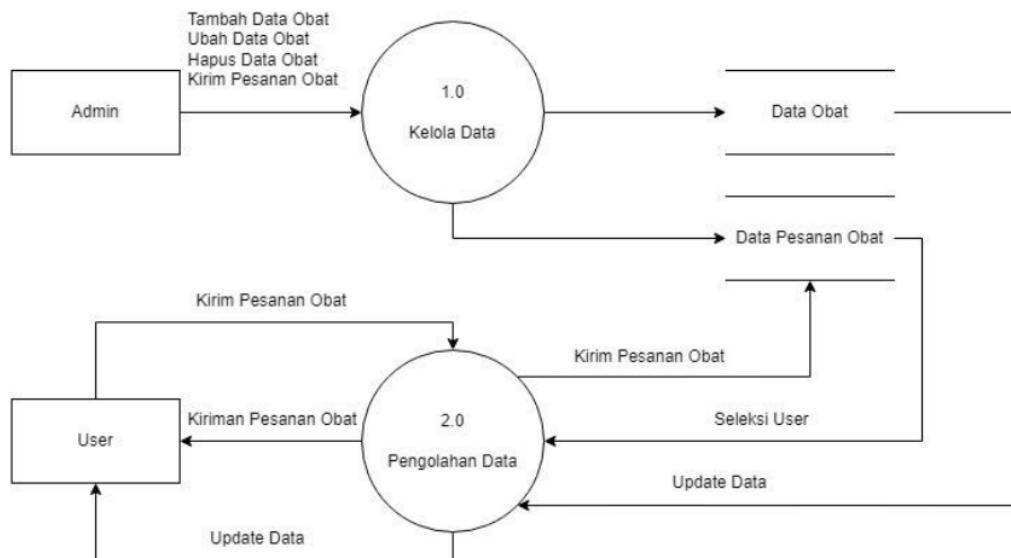 Tambah Data Obat
Ubah Data Obat
Hapus Data Obat
Kirim Pesanan Obat
Admin
1.0
Kelola Data
Data Obat
Data Pesanan Obat
Kirim Pesanan Obat
Kirim Pesanan Obat
User
Kiriman Pesanan Obat
2.0
Pengolahan Data
Seleksi User
Update Data
Update Data